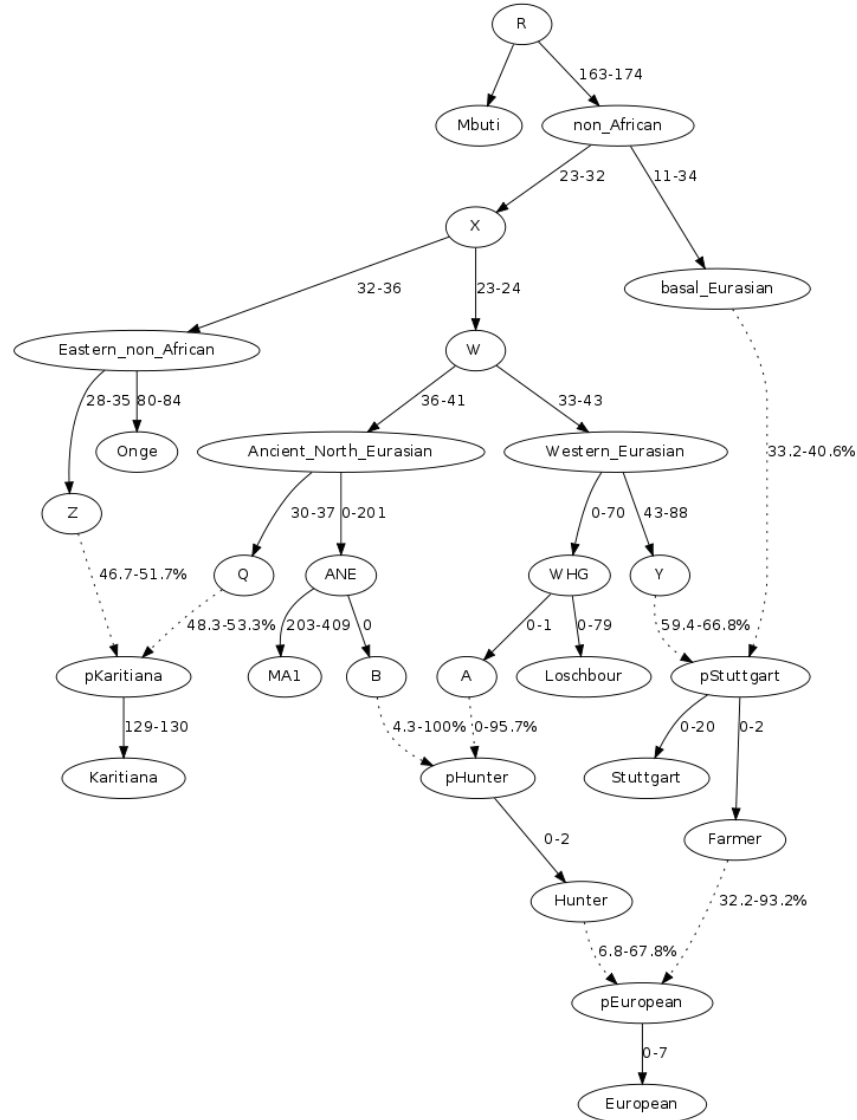 R
163-174
Mbuti
non_African
23-32
11-34
X
32-36
23-24
basal_Eurasian
Eastern_non_African
W
28-35
80-84
36-41
33-43
Onge
Ancient_North_Eurasian
Western_Eurasian
33.2-40.6%
Z
30-37
0-201
0-70
43-88
46.7-51.7%
Q
ANE
WHG
Y
48.3-53.3%
203-409
0
0-1
0-79
59.4-66.8%
pKaritiana
MA1
B
A
Loschbour
pStuttgart
129-130
4.3-100%
0-95.7%
0-20
0-2
Karitiana
pHunter
Stuttgart
0-2
Farmer
Hunter
32.2-93.2%
6.8-67.8%
pEuropean
0-7
European